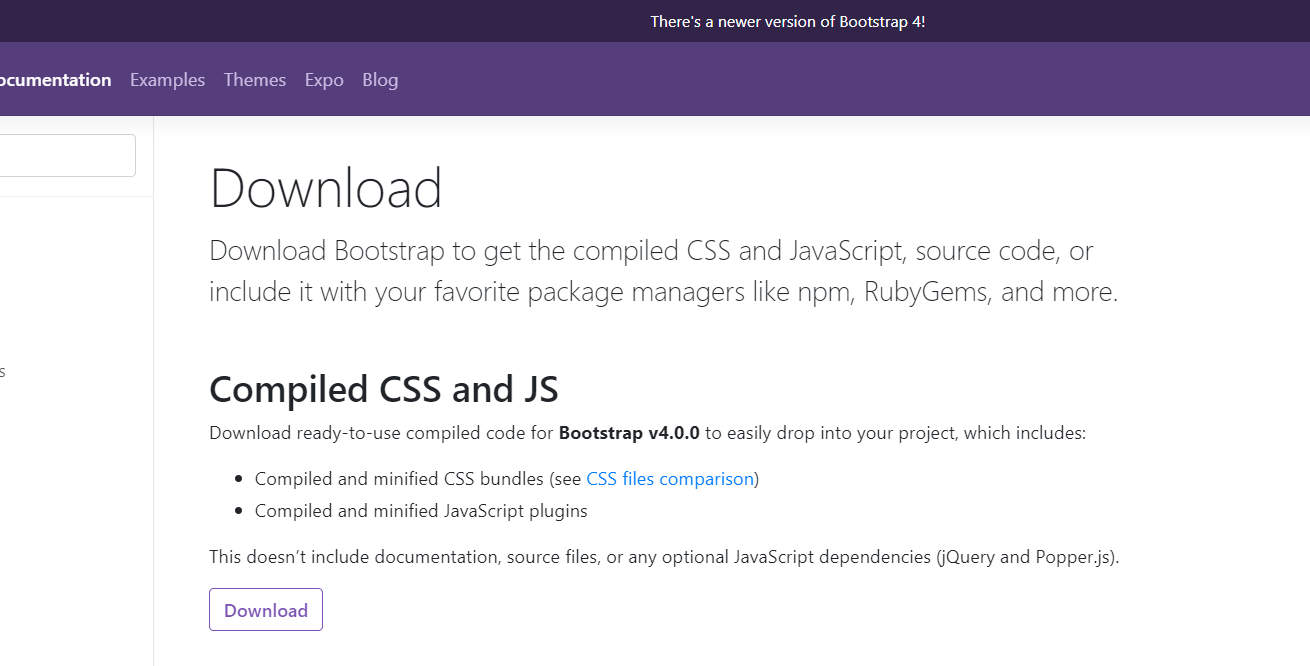 There's a newer version of Bootstrap 4!
ocumentation Examples Themes Expo Blog
Download
Download Bootstrap to get the compiled CSS and JavaScript, source code, or
include it with your favorite package managers like npm, RubyGems, and more.
s
Compiled CSS and JS
Download ready-to-use compiled code for Bootstrap v4.0.0 to easily drop into your project, which includes:
Compiled and minified CSS bundles (see CSS files comparison)
Compiled and minified JavaScript plugins
This doesn’t include documentation, source files, or any optional JavaScript dependencies (jQuery and Popper.js).
Download